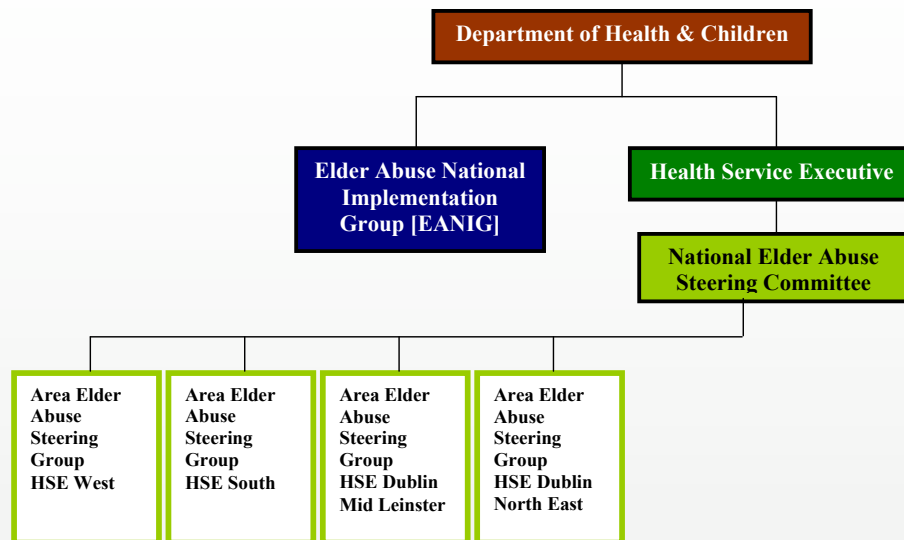 Department of Health & Children
Elder Abuse National
Implementation
Group [EANIG]
Health Service Executive
National Elder Abuse
Steering Committee
Area Elder
Abuse
Steering
Group
HSE West
Area Elder
Abuse
Steering
Group
HSE South
Area Elder
Abuse
Steering
Group
HSE Dublin
Mid Leinster
Area Elder
Abuse
Steering
Group
HSE Dublin
North East